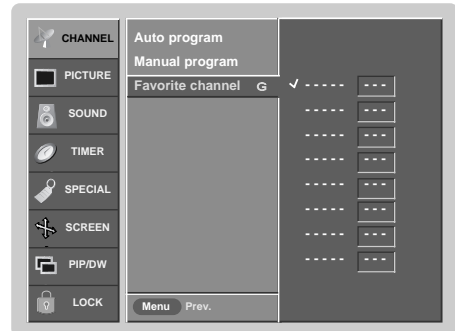 CHANNEL
PICTURE
SOUND
TIMER
SPECIAL
SCREEN
PIP/DW
LOCK
Auto program
Manual program
Favorite channel G
Menu Prev.
✓ ----- ---
----- ---
----- ---
----- ---
----- ---
----- ---
----- ---
----- ---